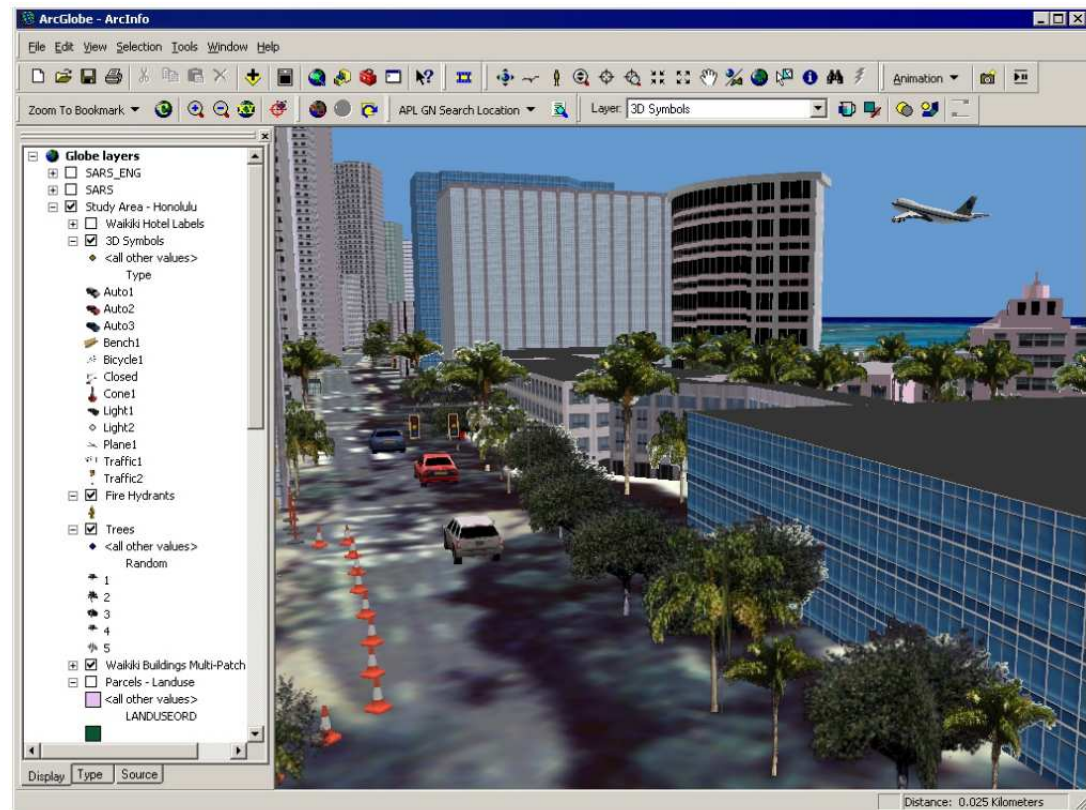 ArcGlobe - ArcInfo
File Edit View Selection Tools Window Help
Animation
Zoom To Bookmark APL GN Search Location Layer: 3D Symbols
Globe layers
SARS_ENG
SARS
Study Area - Honolulu
Waikiki Hotel Labels
3D Symbols
<all other values>
Type
Auto1
Auto2
Auto3
Bench1
Bicycle1
Closed
Cone1
Light1
Light2
Plane1
Traffic1
Traffic2
Fire Hydrants
Trees
<all other values>
Random
1
2
3
4
5
Waikiki Buildings Multi-Patch
Parcels - Landuse
<all other values>
LANDUSEORD
Display Type Source
Distance: 0.025 Kilometers